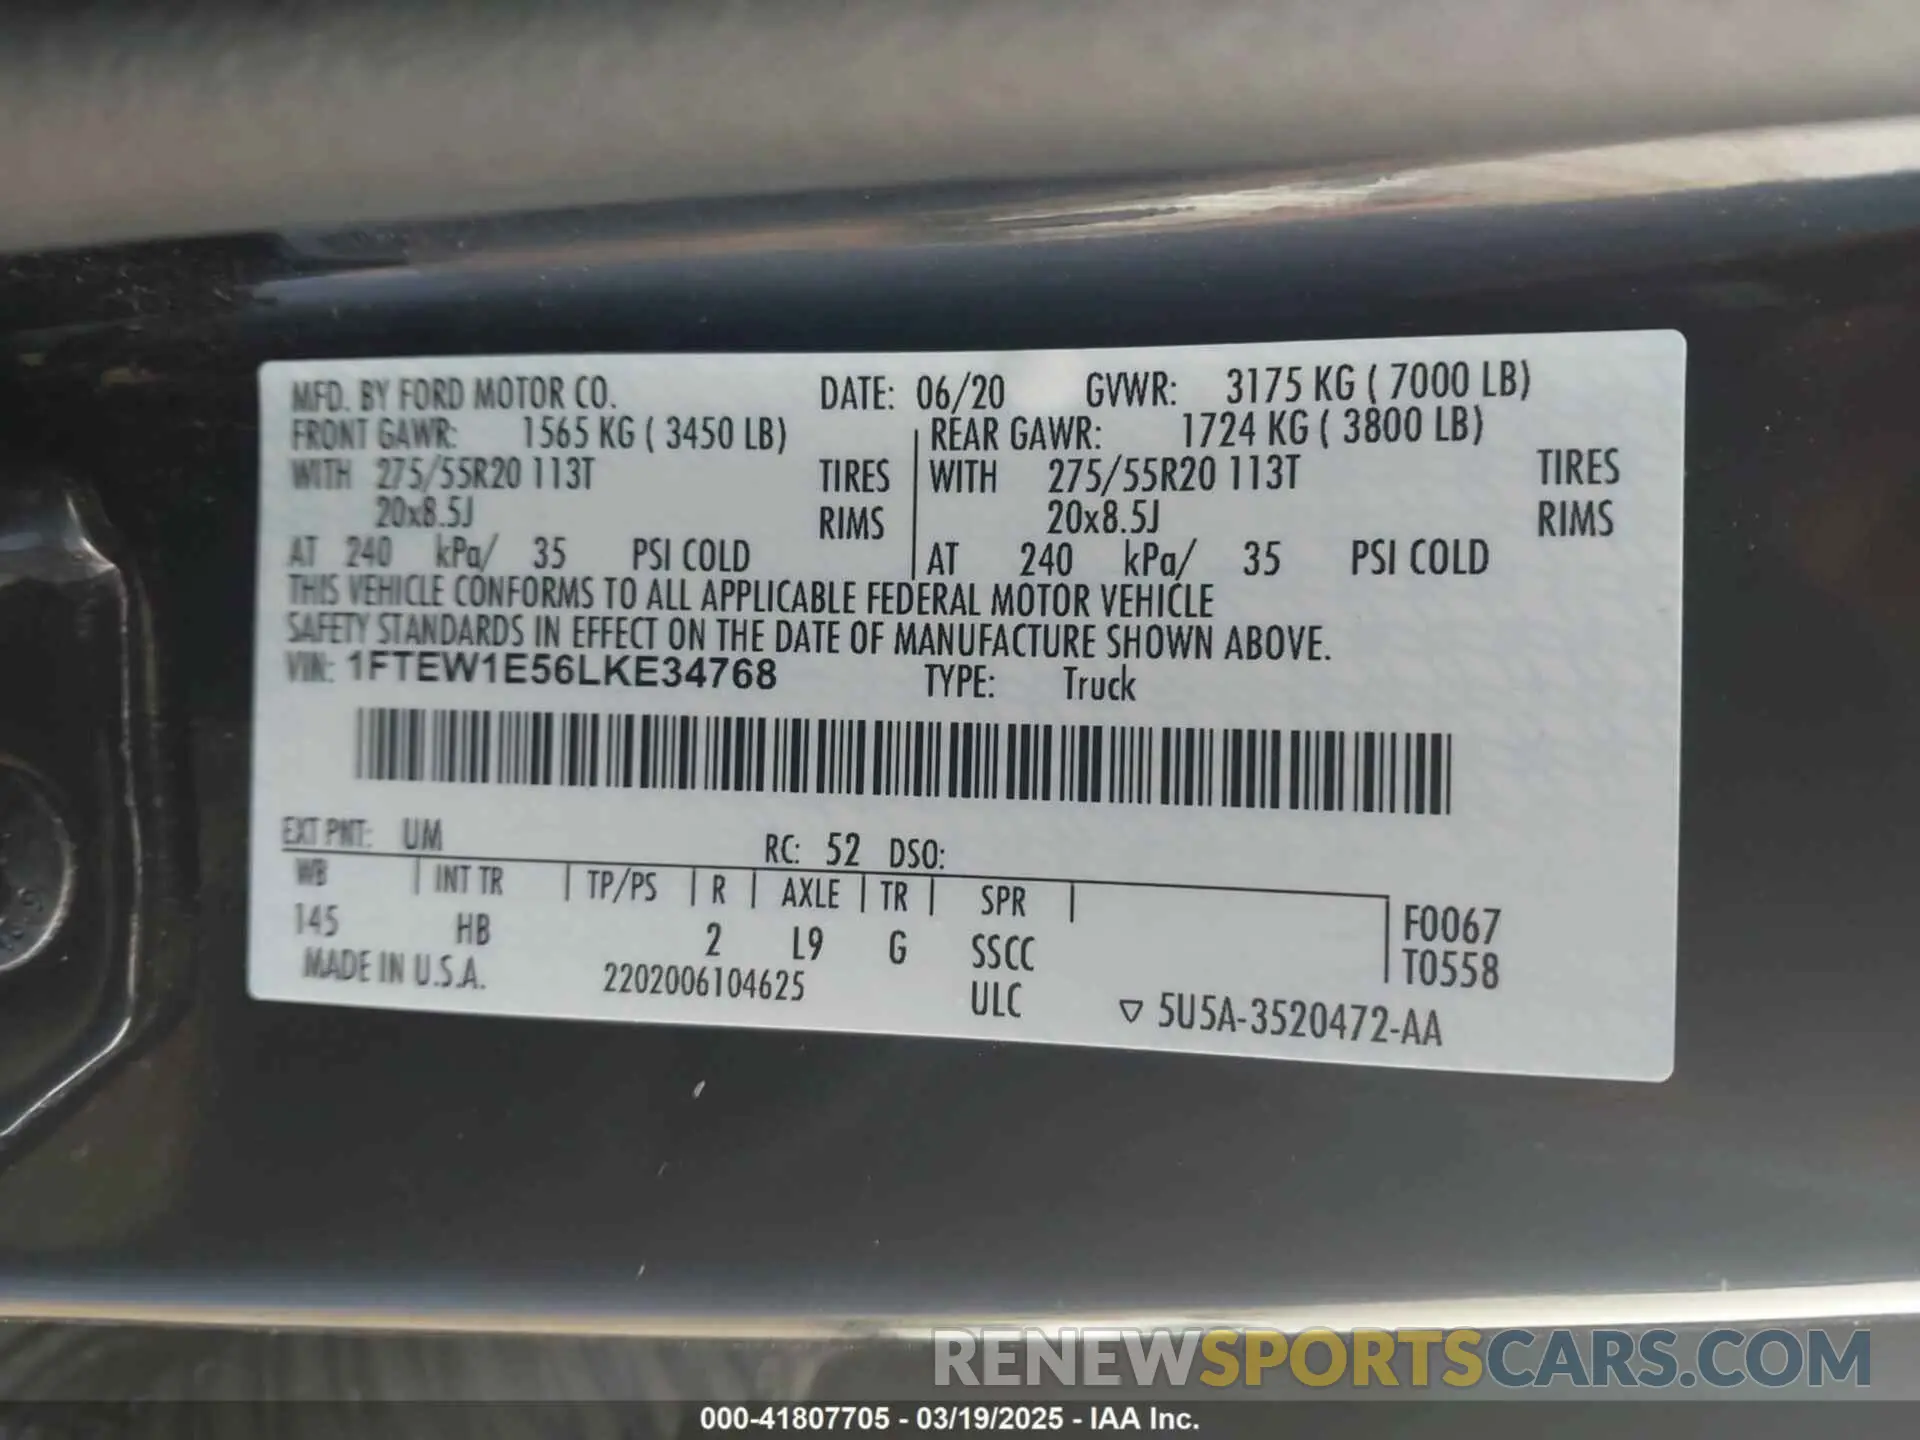 MFD. BY FORD MOTOR CO. DATE: 06/20 GVWR: 3175 KG ( 7000 LB)
FRONT GAWR: 1565 KG ( 3450 LB) REAR GAWR: 1724 KG ( 3800 LB)
WITH 275/55R20 113T TIRES WITH 275/55R20 113T TIRES
20x8.5J RIMS 20x8.5J RIMS
AT 240 kPa/ 35 PSI COLD AT 240 kPa/ 35 PSI COLD
THIS VEHICLE CONFORMS TO ALL APPLICABLE FEDERAL MOTOR VEHICLE
SAFETY STANDARDS IN EFFECT ON THE DATE OF MANUFACTURE SHOWN ABOVE.
VIN: 1FTEW1E56LKE34768 TYPE: Truck
EXT PNT: UM RC: 52 DSO:
WB INT TR TP/PS R AXLE TR SPR
145 HB 2 L9 G SSCC F0067
T0558
MADE IN U.S.A. 2202006104625 ULC ▽ 5U5A-3520472-AA
RENEWSPORTSCARS.COM
000-41807705 - 03/19/2025 - IAA Inc.